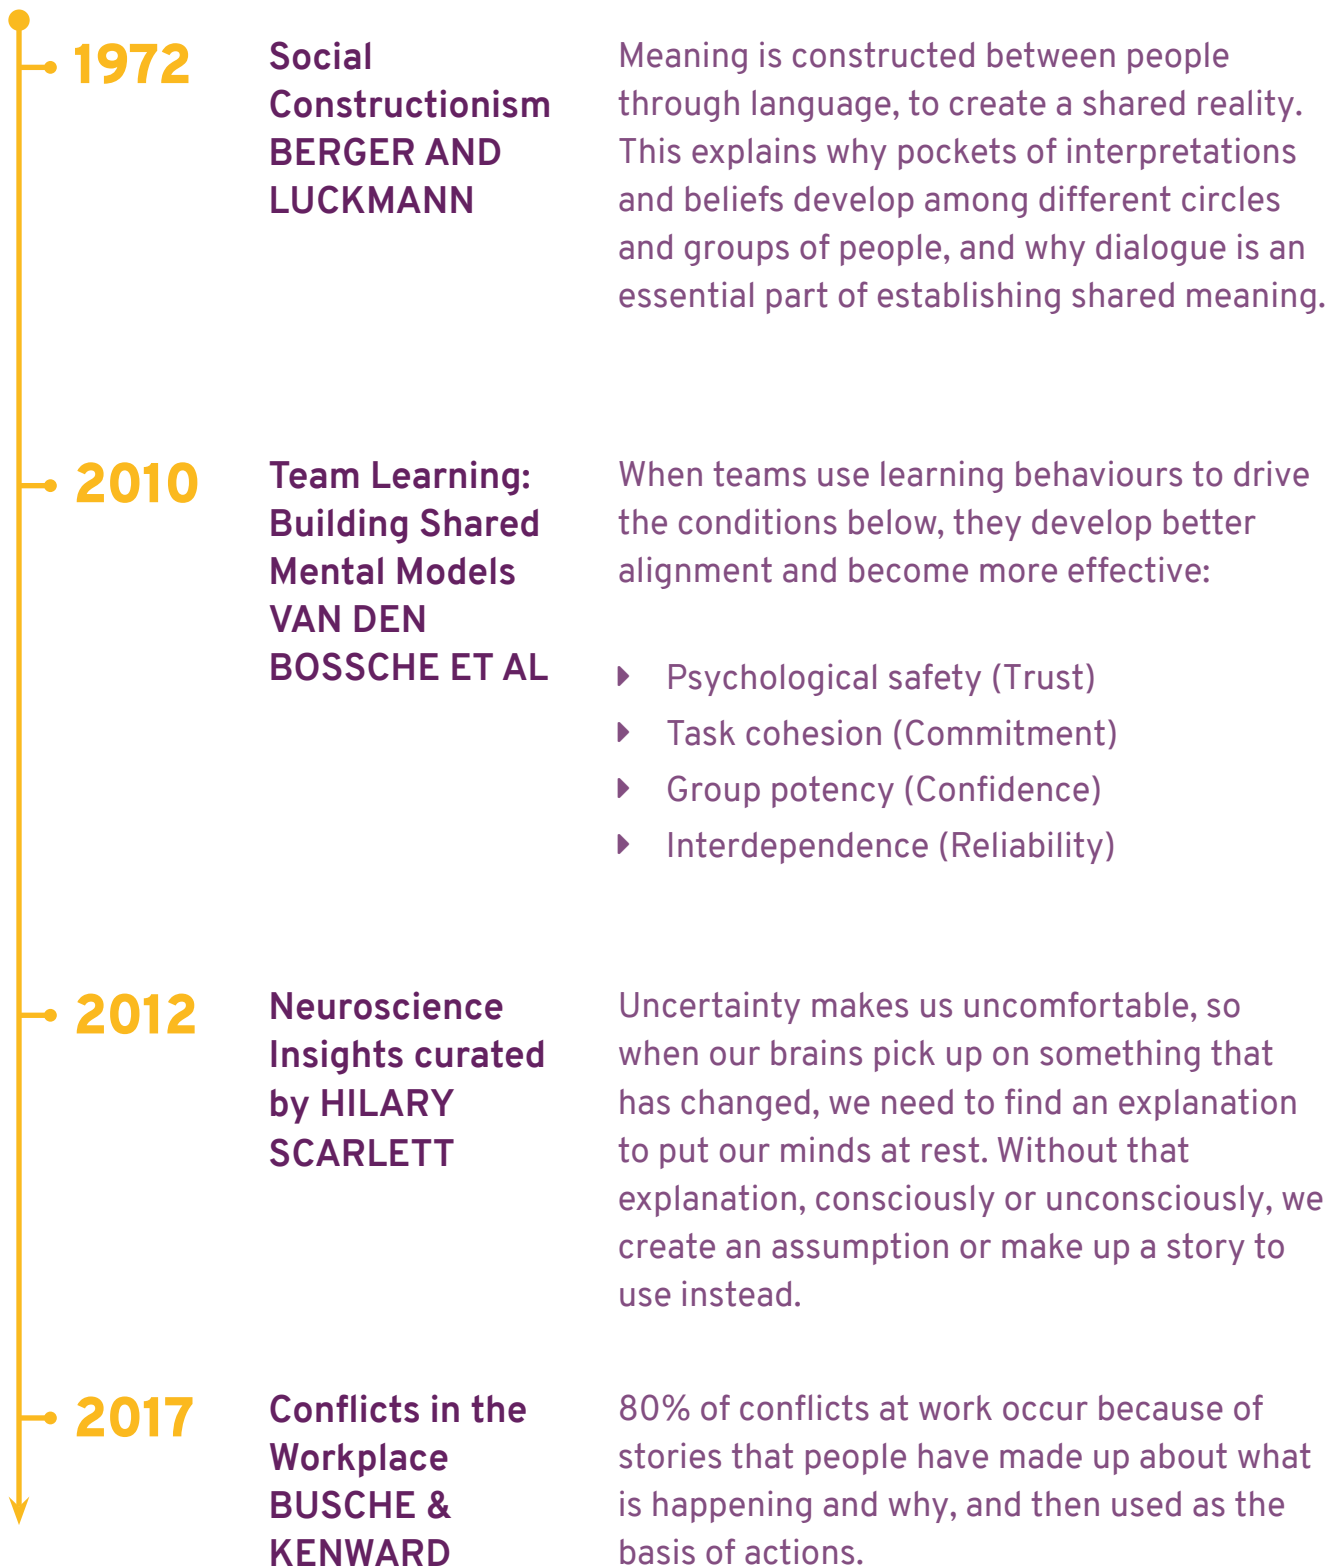 1972
Social
Constructionism
BERGER AND
LUCKMANN
Meaning is constructed between people
through language, to create a shared reality.
This explains why pockets of interpretations
and beliefs develop among different circles
and groups of people, and why dialogue is an
essential part of establishing shared meaning.
2010
Team Learning:
Building Shared
Mental Models
VAN DEN
BOSSCHE ET AL
When teams use learning behaviours to drive
the conditions below, they develop better
alignment and become more effective:
Psychological safety (Trust)
Task cohesion (Commitment)
Group potency (Confidence)
Interdependence (Reliability)
2012
Neuroscience
Insights curated
by HILARY
SCARLETT
Uncertainty makes us uncomfortable, so
when our brains pick up on something that
has changed, we need to find an explanation
to put our minds at rest. Without that
explanation, consciously or unconsciously, we
create an assumption or make up a story to
use instead.
2017
Conflicts in the
Workplace
BUSCHE &
KENWARD
80% of conflicts at work occur because of
stories that people have made up about what
is happening and why, and then used as the
basis of actions.